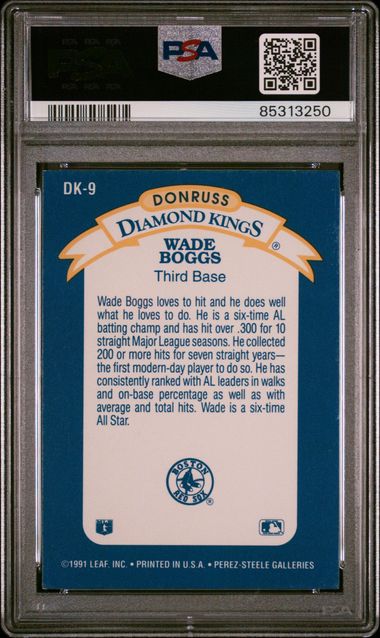 PSA
85313250
DK-9
DONRUSS
DIAMOND KINGS®
WADE
BOGGS
Third Base
Wade Boggs loves to hit and he does well
what he loves to do. He is a six-time AL
batting champ and has hit over .300 for 10
straight Major League seasons. He collected
200 or more hits for seven straight years—
the first modern-day player to do so. He has
consistently ranked with AL leaders in walks
and on-base percentage as well as with
average and total hits. Wade is a six-time
All Star.
BOSTON
RED SOX®
©1991 LEAF, INC. • PRINTED IN U.S.A. • PEREZ-STEELE GALLERIES
PSA